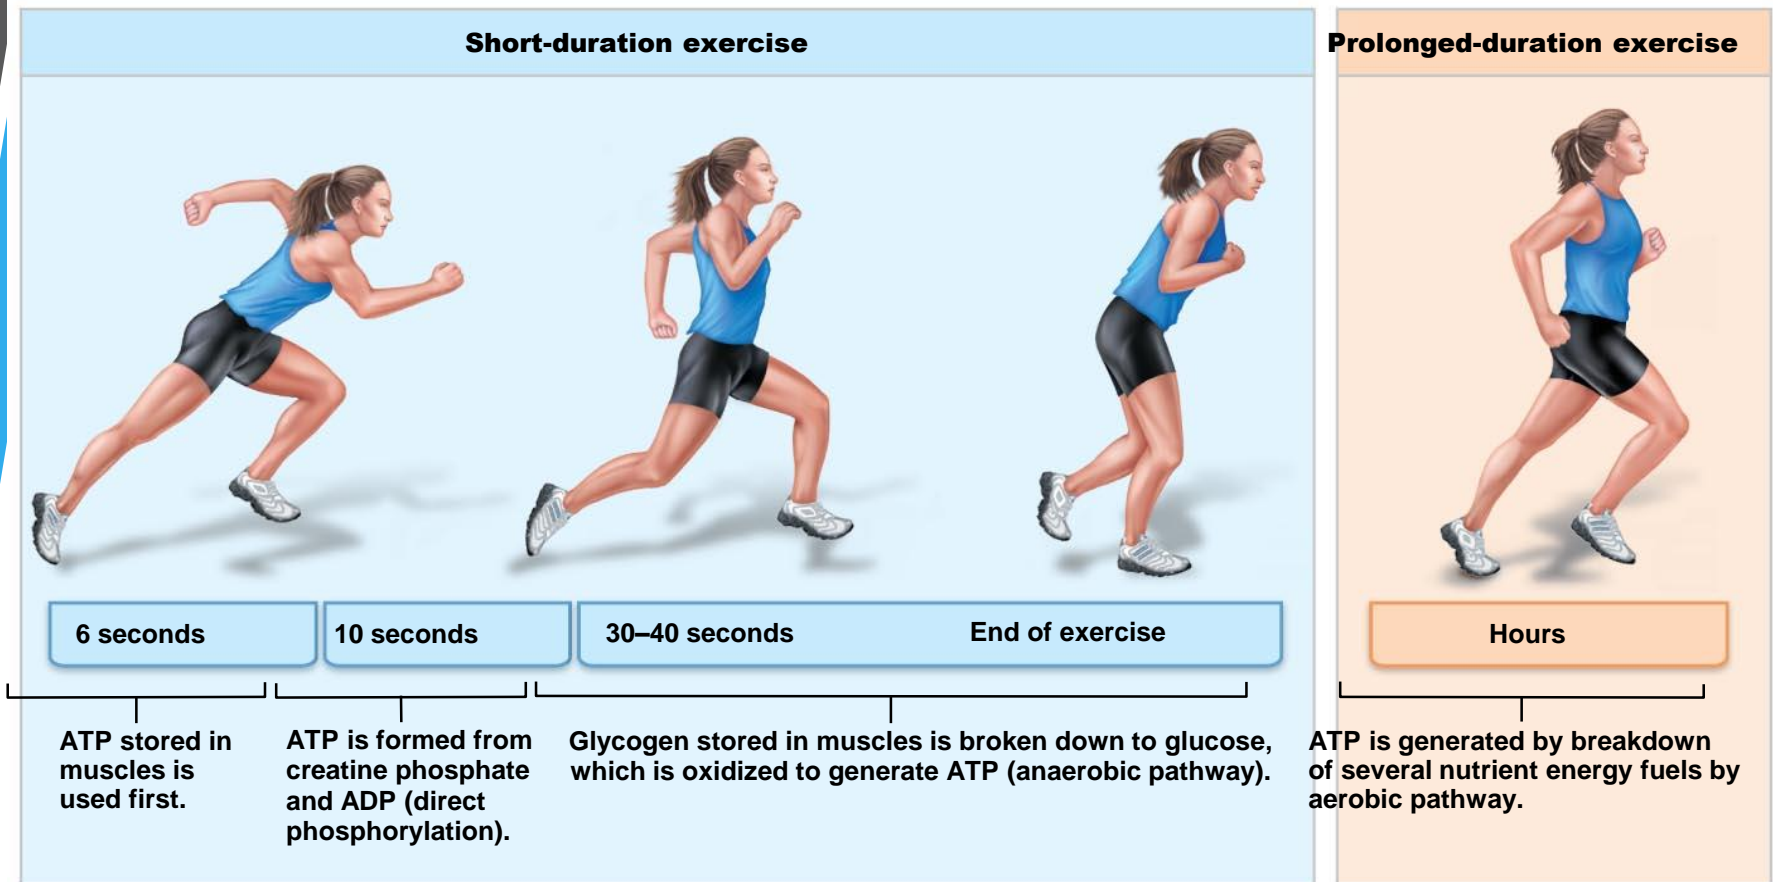 Short-duration exercise
Prolonged-duration exercise
6 seconds
10 seconds
30–40 seconds
End of exercise
Hours
ATP stored in
muscles is
used first.
ATP is formed from
creatine phosphate
and ADP (direct
phosphorylation).
Glycogen stored in muscles is broken down to glucose,
which is oxidized to generate ATP (anaerobic pathway).
ATP is generated by breakdown
of several nutrient energy fuels by
aerobic pathway.